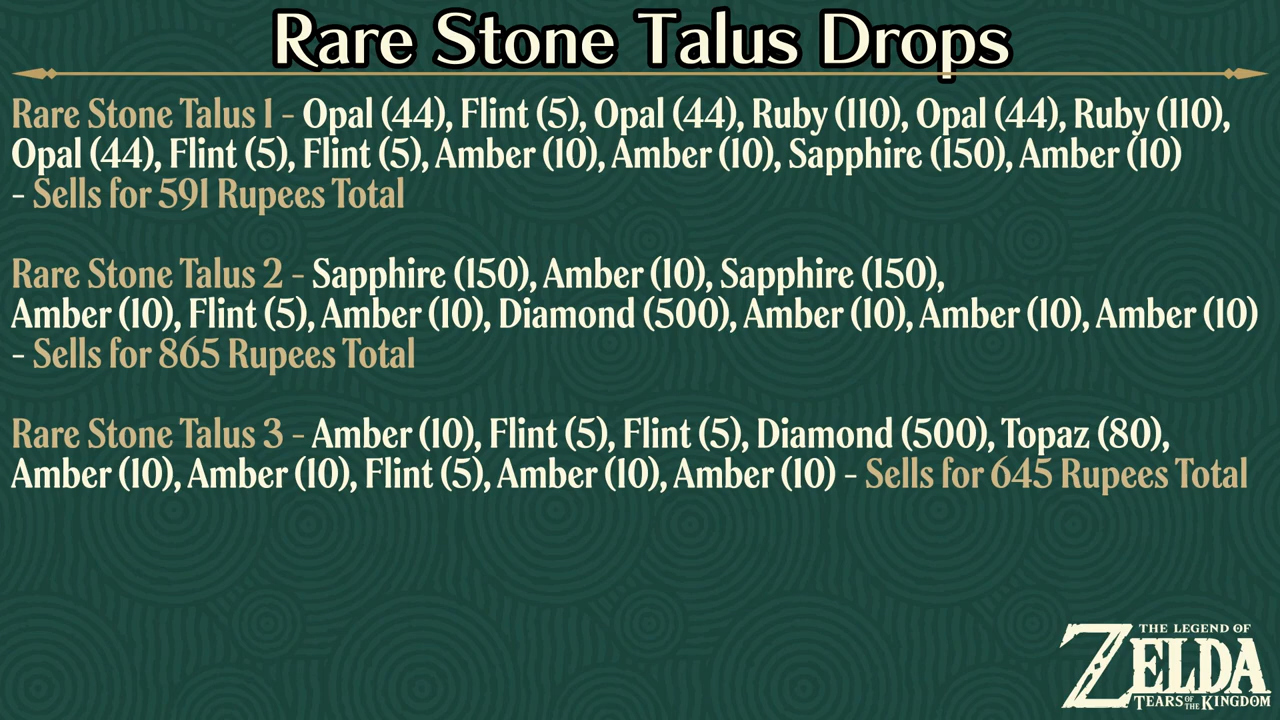 Rare Stone Talus Drops
Rare Stone Talus 1 - Opal (44), Flint (5), Opal (44), Ruby (110), Opal (44), Ruby (110),
Opal (44), Flint (5), Flint (5), Amber (10), Amber (10), Sapphire (150), Amber (10)
- Sells for 591 Rupees Total
Rare Stone Talus 2 - Sapphire (150), Amber (10), Sapphire (150),
Amber (10), Flint (5), Amber (10), Diamond (500), Amber (10), Amber (10), Amber (10)
- Sells for 865 Rupees Total
Rare Stone Talus 3 - Amber (10), Flint (5), Flint (5), Diamond (500), Topaz (80),
Amber (10), Amber (10), Flint (5), Amber (10), Amber (10) - Sells for 645 Rupees Total
THE LEGEND OF
ZELDA
TEARS OF THE KINGDOM